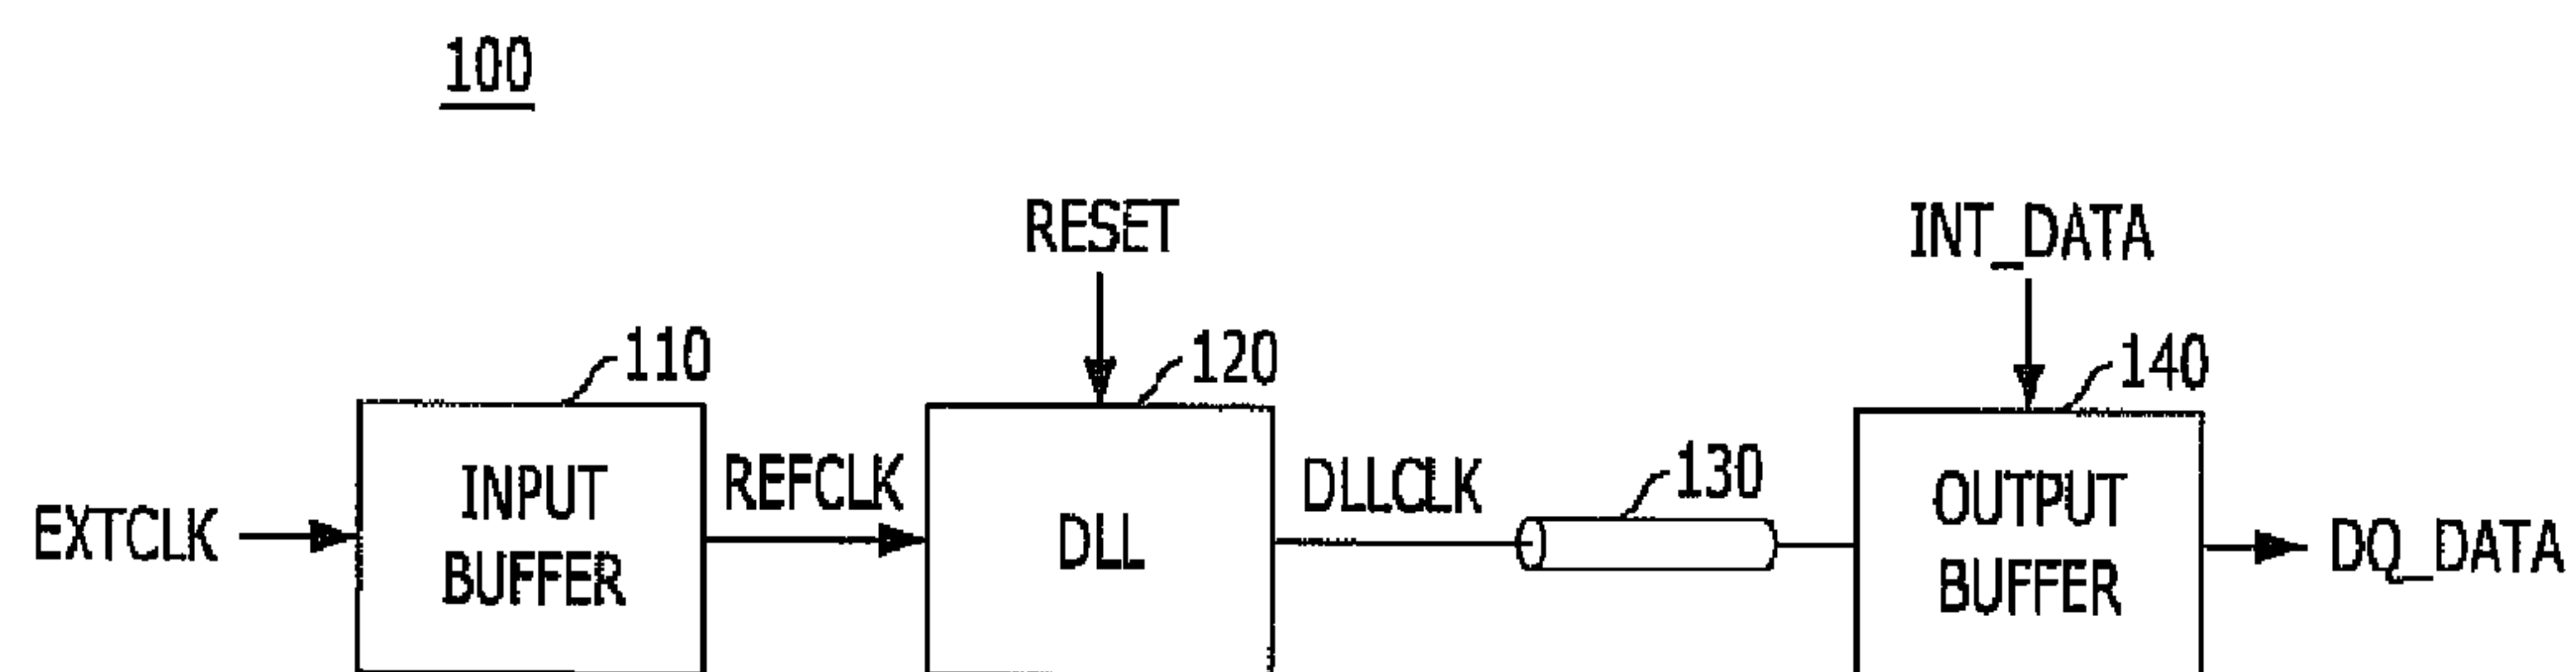 100
RESET
INT_DATA
110
120
140
EXTCLK
INPUT
BUFFER
REFCLK
DLL
DLLCLK
130
OUTPUT
BUFFER
DQ_DATA